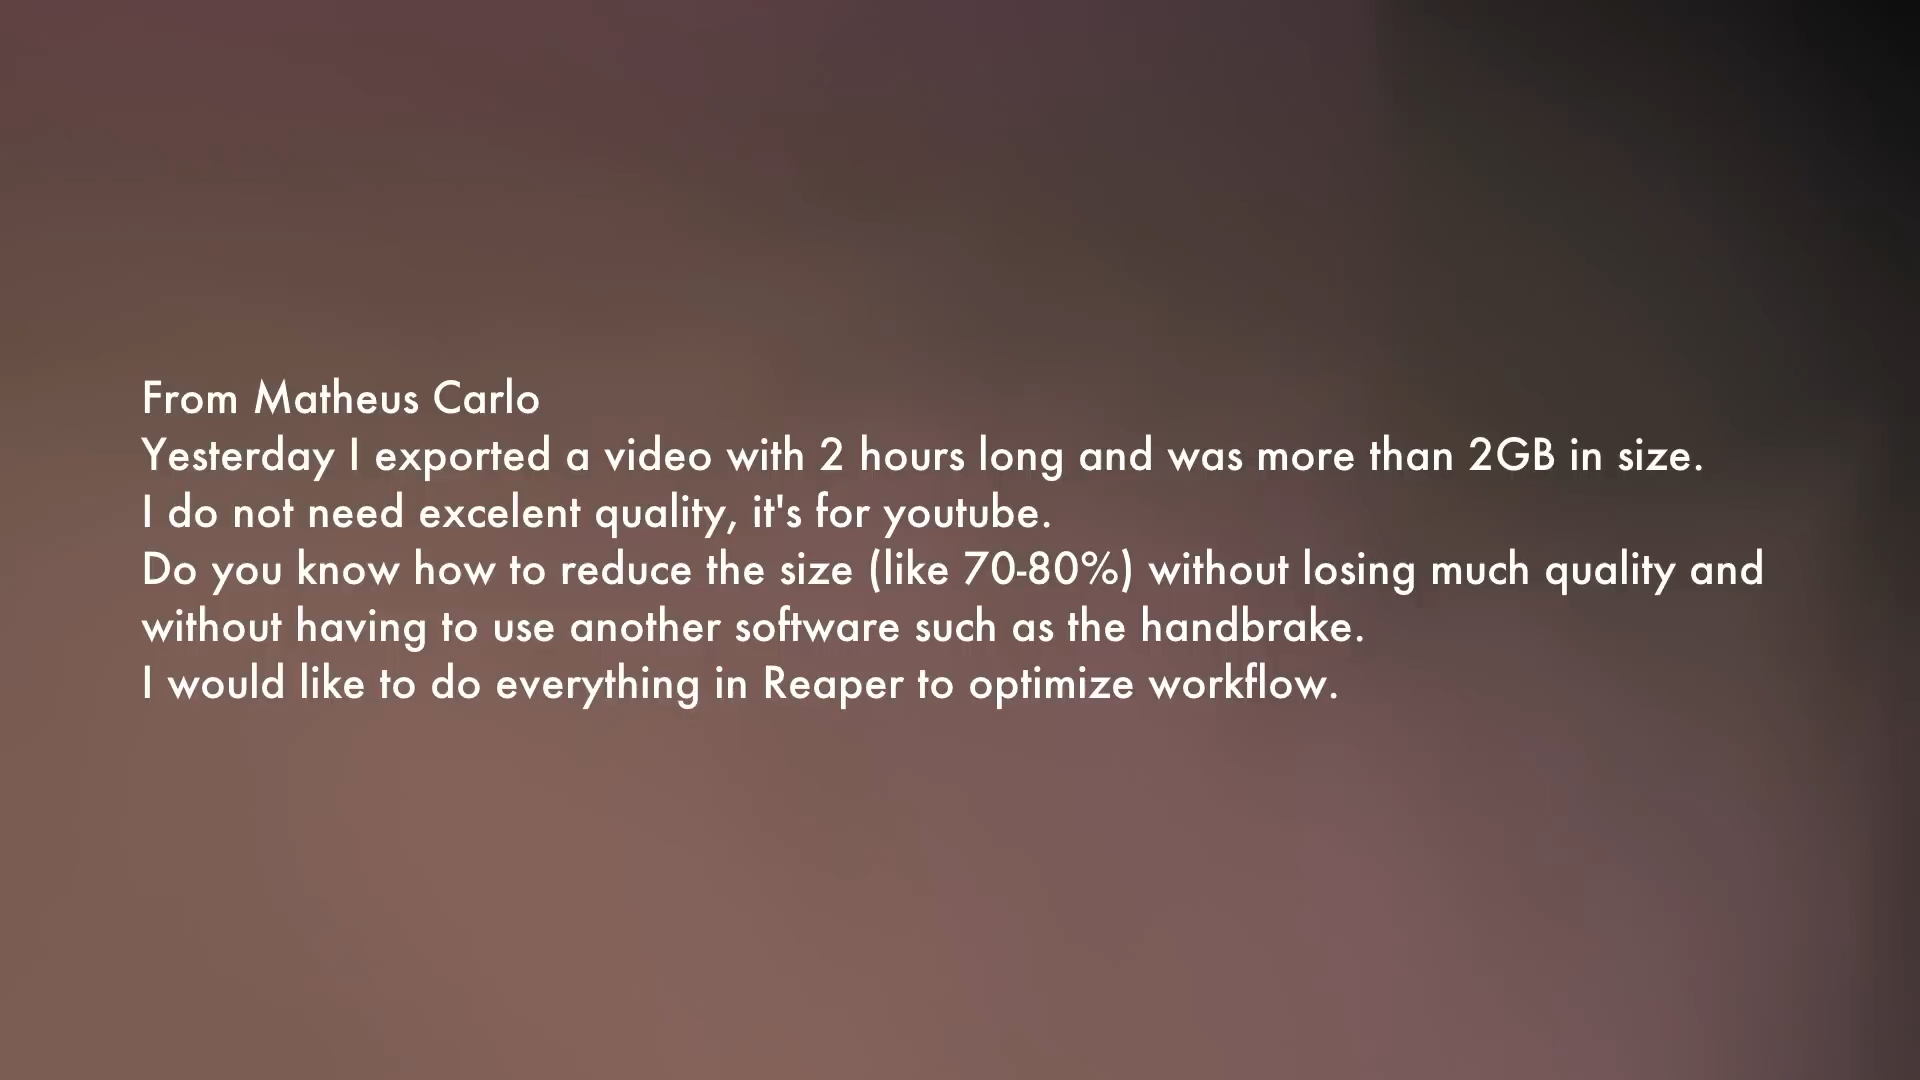 From Matheus Carlo
Yesterday I exported a video with 2 hours long and was more than 2GB in size.
I do not need excelent quality, it's for youtube.
Do you know how to reduce the size (like 70-80%) without losing much quality and
without having to use another software such as the handbrake.
I would like to do everything in Reaper to optimize workflow.